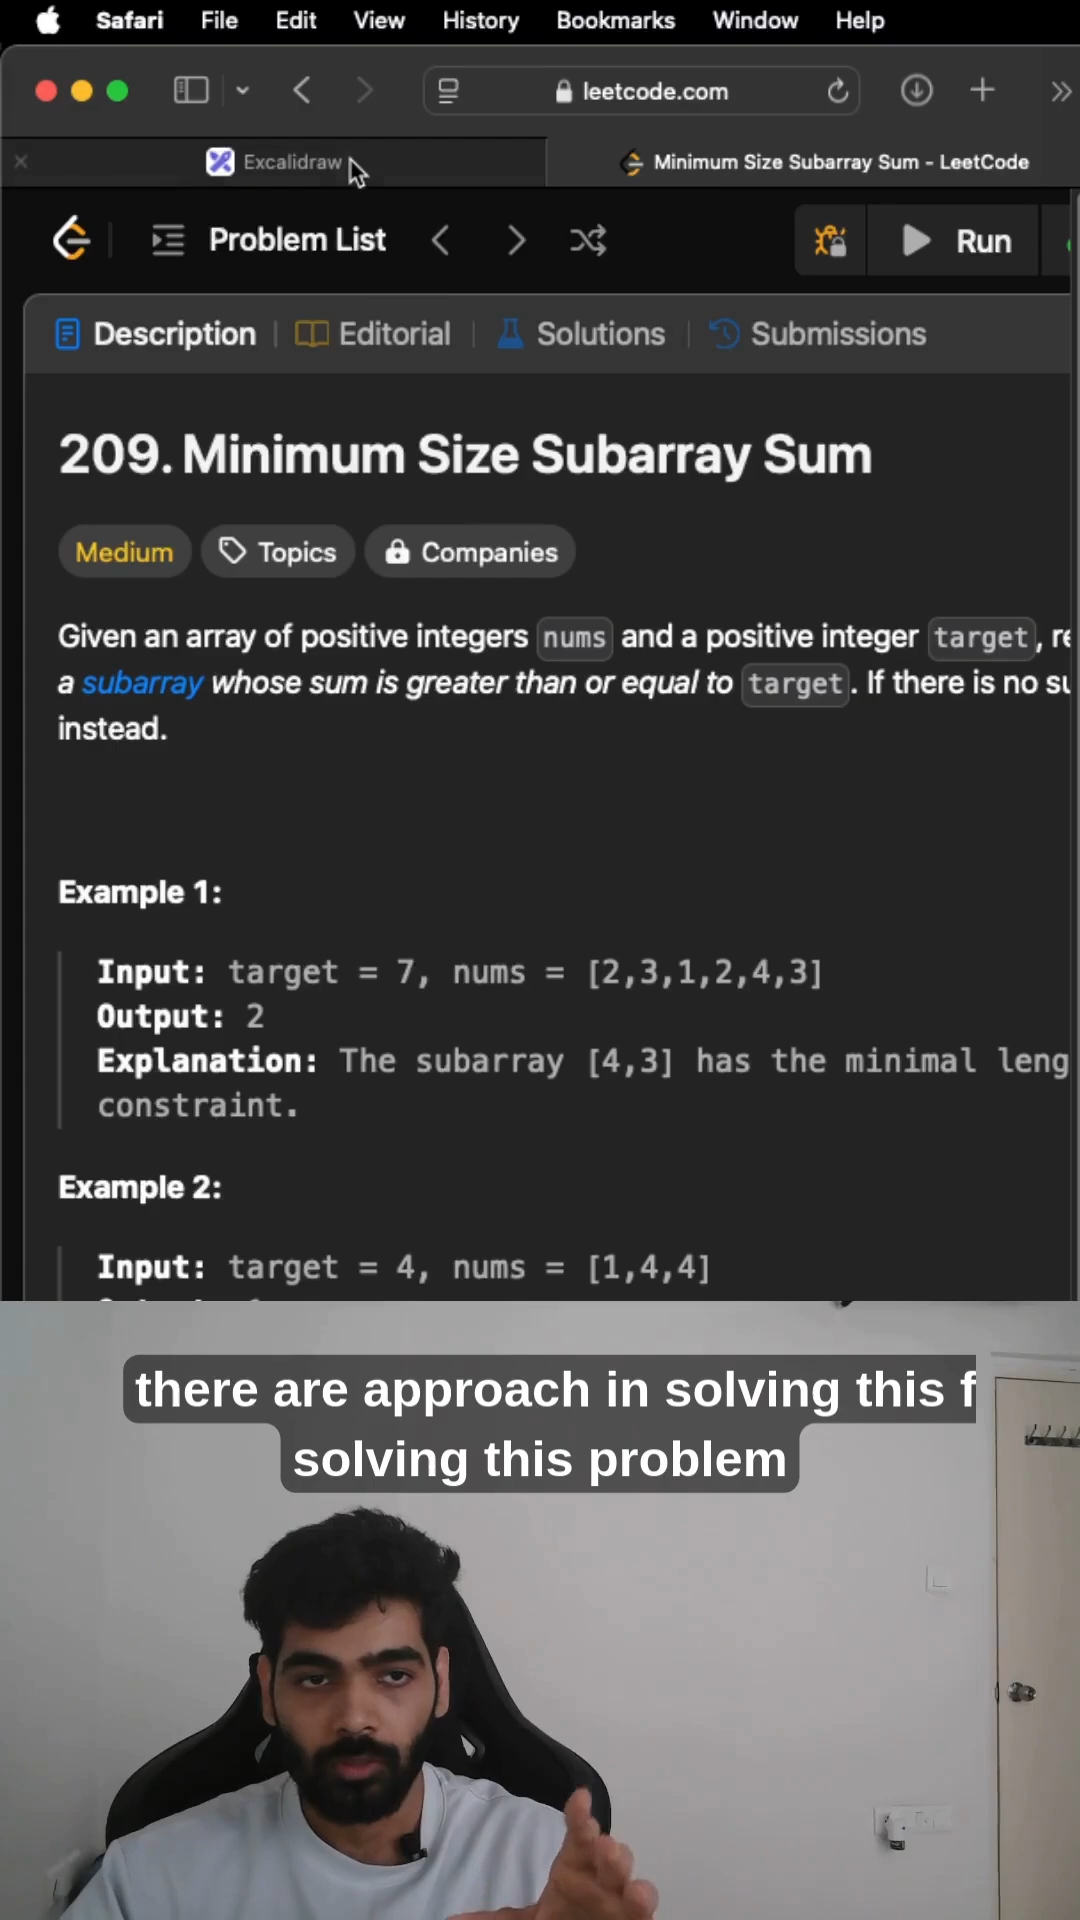 Safari File Edit View History Bookmarks Window Help
leetcode.com
Excalidraw
Minimum Size Subarray Sum - LeetCode
Problem List
Run
Description Editorial Solutions Submissions
209. Minimum Size Subarray Sum
Medium Topics Companies
Given an array of positive integers nums and a positive integer target, re
a subarray whose sum is greater than or equal to target. If there is no su
instead.
Example 1:
Input: target = 7, nums = [2,3,1,2,4,3]
Output: 2
Explanation: The subarray [4,3] has the minimal leng
constraint.
Example 2:
Input: target = 4, nums = [1,4,4]
there are approach in solving this f
solving this problem